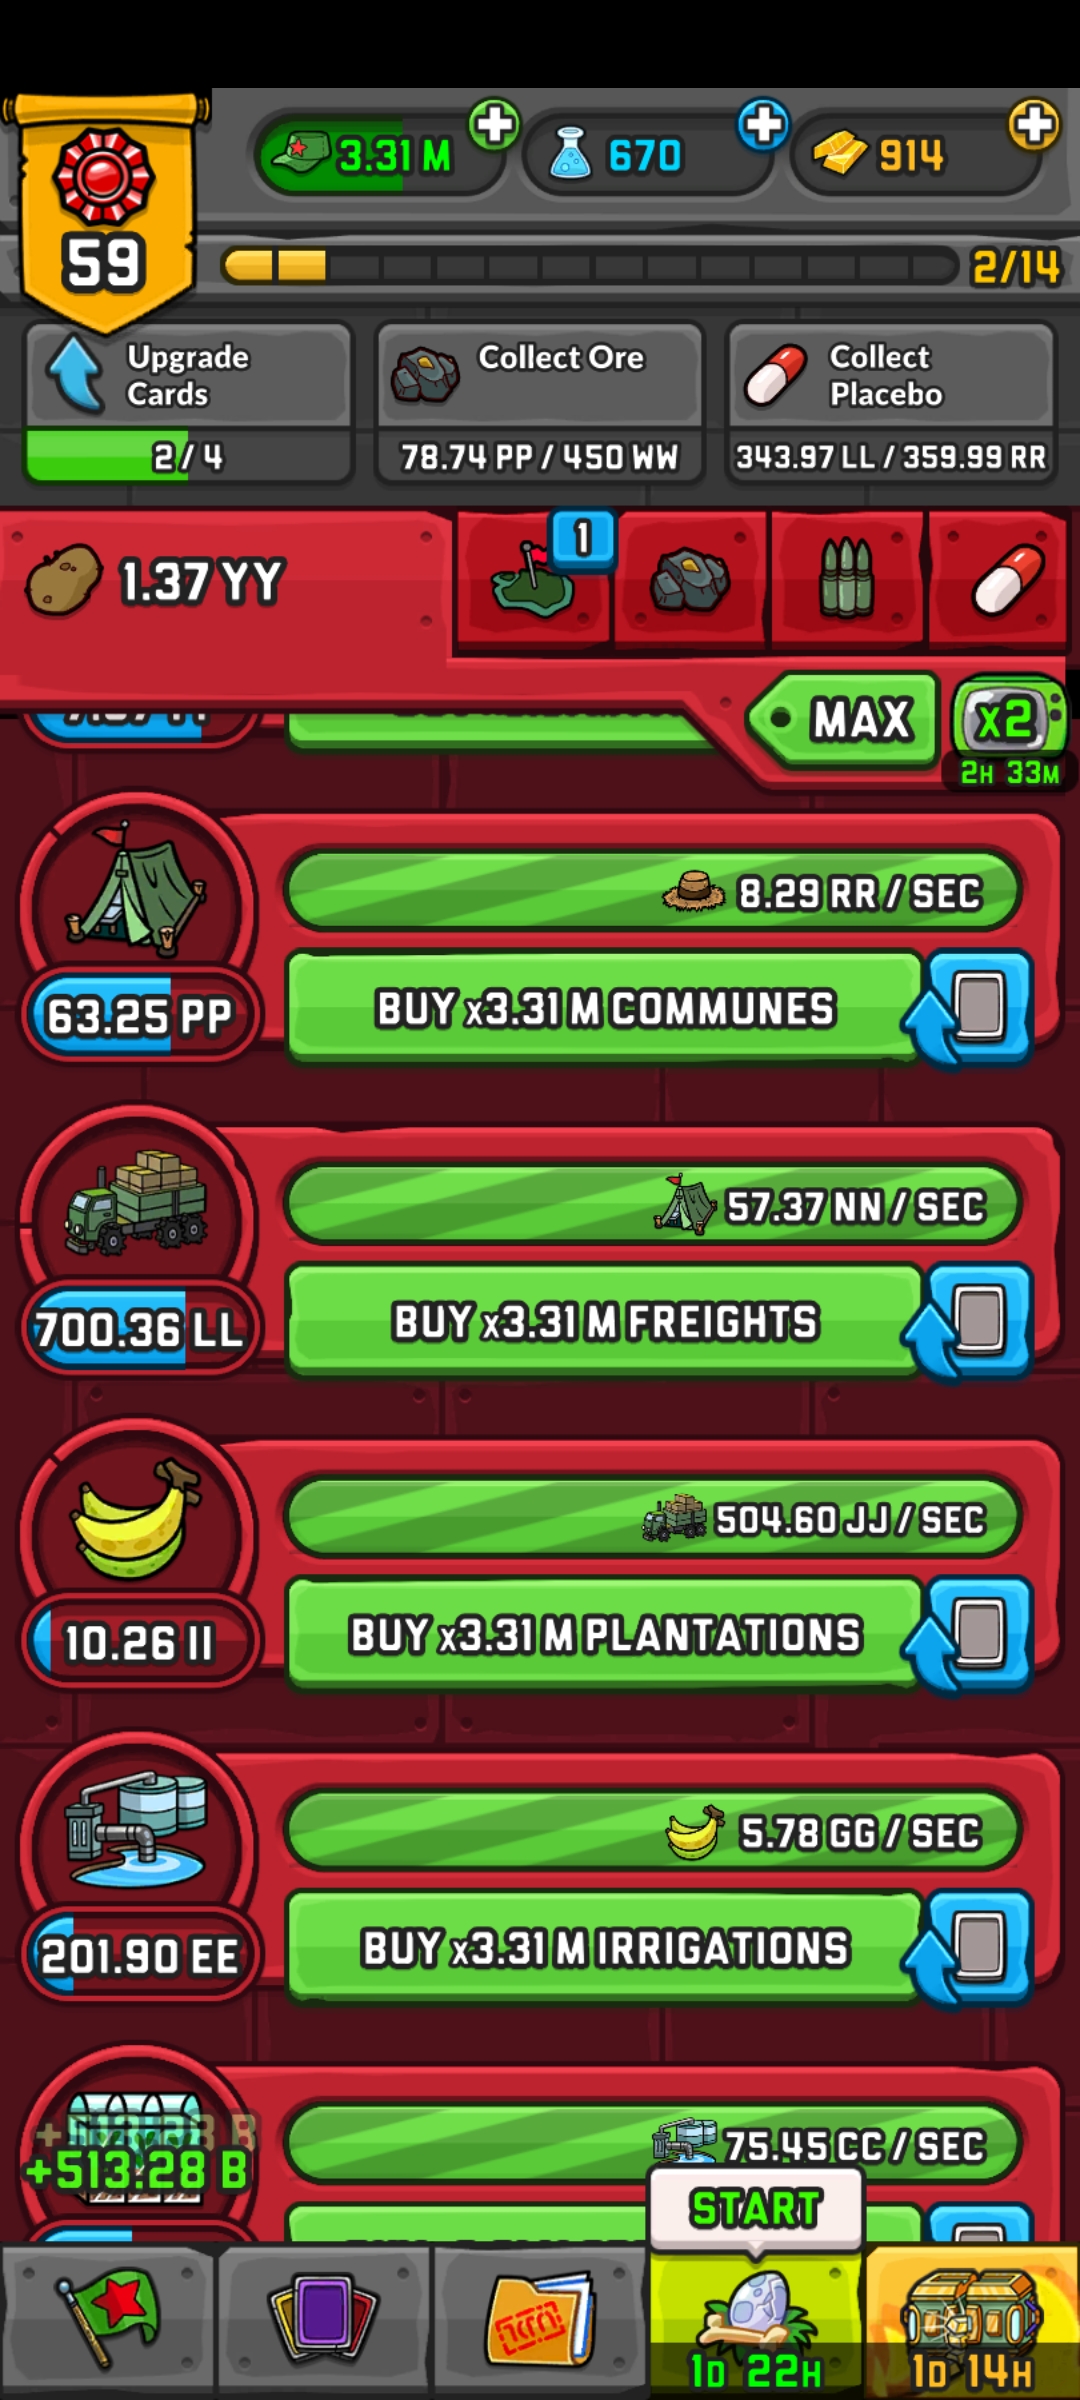 59
3.31 M
670
914
2/14
Upgrade
Cards
2/4
Collect Ore
78.74 PP / 450 WW
Collect
Placebo
343.97 LL / 359.99 RR
1.37 YY
1
MAX
x2
2H 33M
8.29 RR / SEC
63.25 PP
BUY x3.31 M COMMUNES
57.37 NN / SEC
700.36 LL
BUY x3.31 M FREIGHTS
504.60 JJ / SEC
10.26 II
BUY x3.31 M PLANTATIONS
5.78 GG / SEC
201.90 EE
BUY x3.31 M IRRIGATIONS
+513.28 B
+513.28 B
75.45 CC / SEC
START
1D 22H
1D 14H